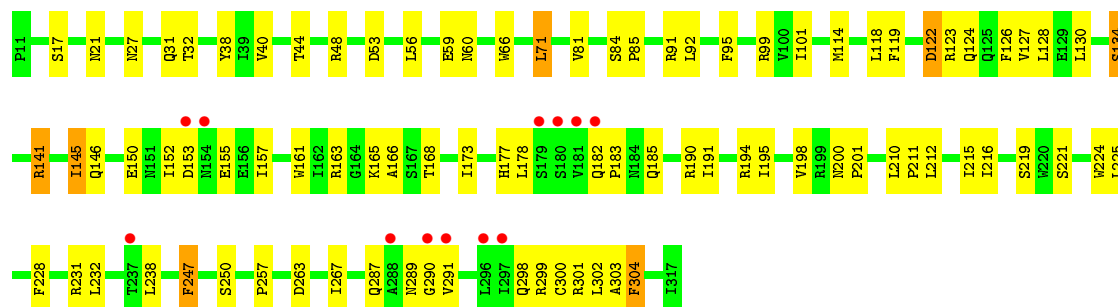 P11 S17 N21 N27 Q31 T32 Y38 I39 V40 T44 R48 D53 L56 E59 N60 W66 L71 V81 S84 P85 R91 L92 F95 R99 V100 I101 M114 L118 F119 D122 R123 Q124 Q125 F126 V127 L128 E129 L130 S134
R141 I145 Q146 E150 N151 I152 D153 N154 E155 E156 I157 W161 I162 R163 G164 K165 A166 S167 T168 I173 H177 L178 S179 S180 V181 Q182 P183 N184 Q185 R190 I191 R194 I195 V198 R199 N200 P201 L210 P211 L212 I215 I216 S219 W220 S221 W224
F228 R231 L232 T237 L238 F247 S250 P257 D263 I267 Q287 A288 N289 G290 V291 L296 I297 Q298 R299 C300 R301 L302 A303 F304 I317